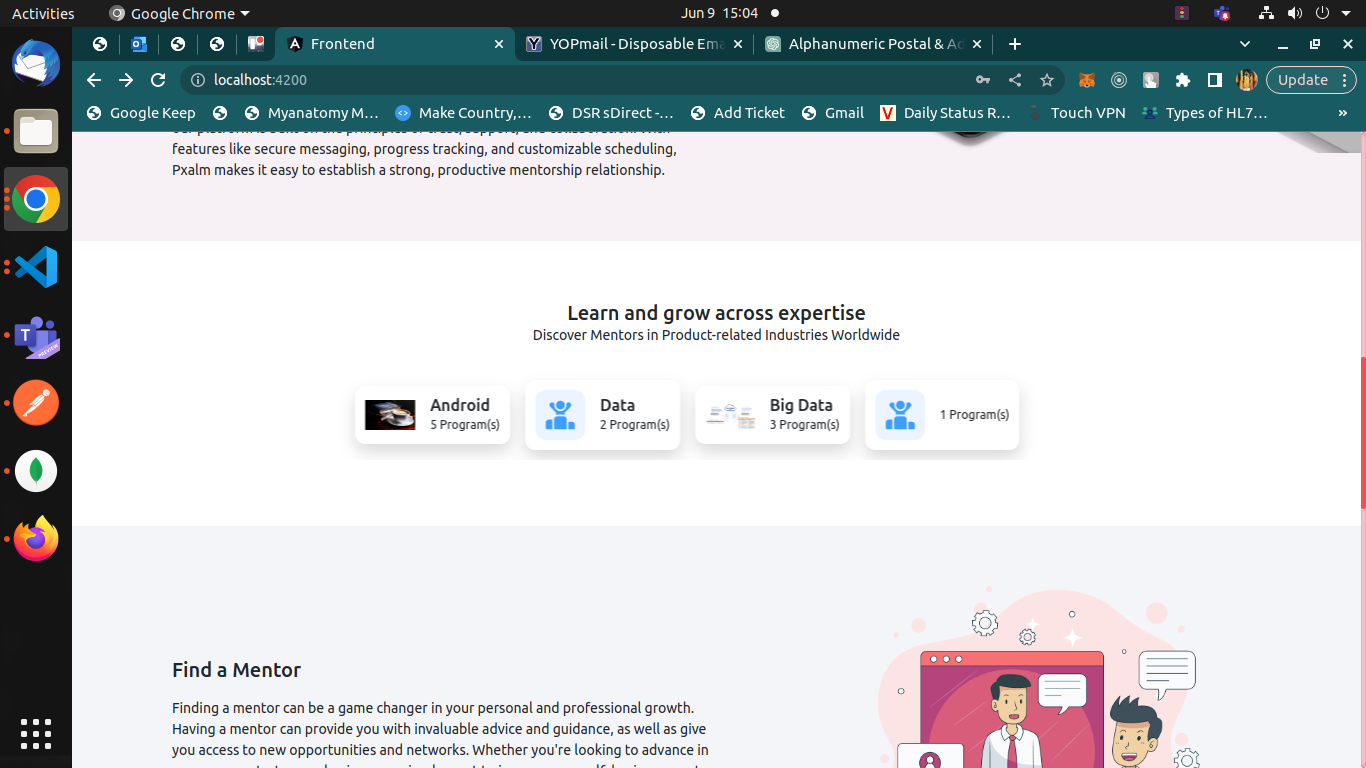 Activities
Google Chrome
Jun 9 15:04
Frontend
YOPmail - Disposable Ema
Alphanumeric Postal & Ad
localhost:4200
Update
Google Keep
Myanatomy M…
Make Country,…
DSR sDirect -…
Add Ticket
Gmail
Daily Status R…
Touch VPN
Types of HL7…
»
features like secure messaging, progress tracking, and customizable scheduling,
Pxalm makes it easy to establish a strong, productive mentorship relationship.
Learn and grow across expertise
Discover Mentors in Product-related Industries Worldwide
Android
5 Program(s)
Data
2 Program(s)
Big Data
3 Program(s)
1 Program(s)
Find a Mentor
Finding a mentor can be a game changer in your personal and professional growth.
Having a mentor can provide you with invaluable advice and guidance, as well as give
you access to new opportunities and networks. Whether you're looking to advance in